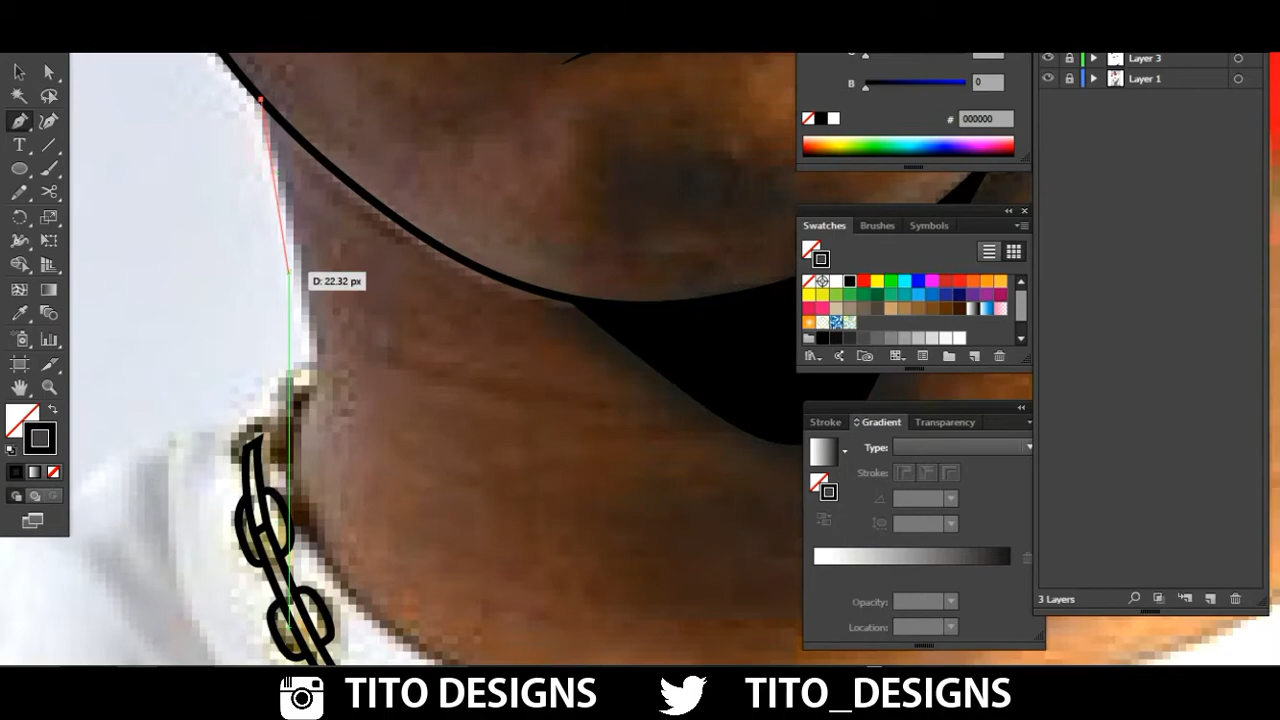 Layer 3
B 0
Layer 1
# 000000
Swatches Brushes Symbols
D: 22.32 px
Stroke Gradient Transparency
Type:
Stroke:
Opacity:
Location:
3 Layers
TITO DESIGNS TITO_DESIGNS